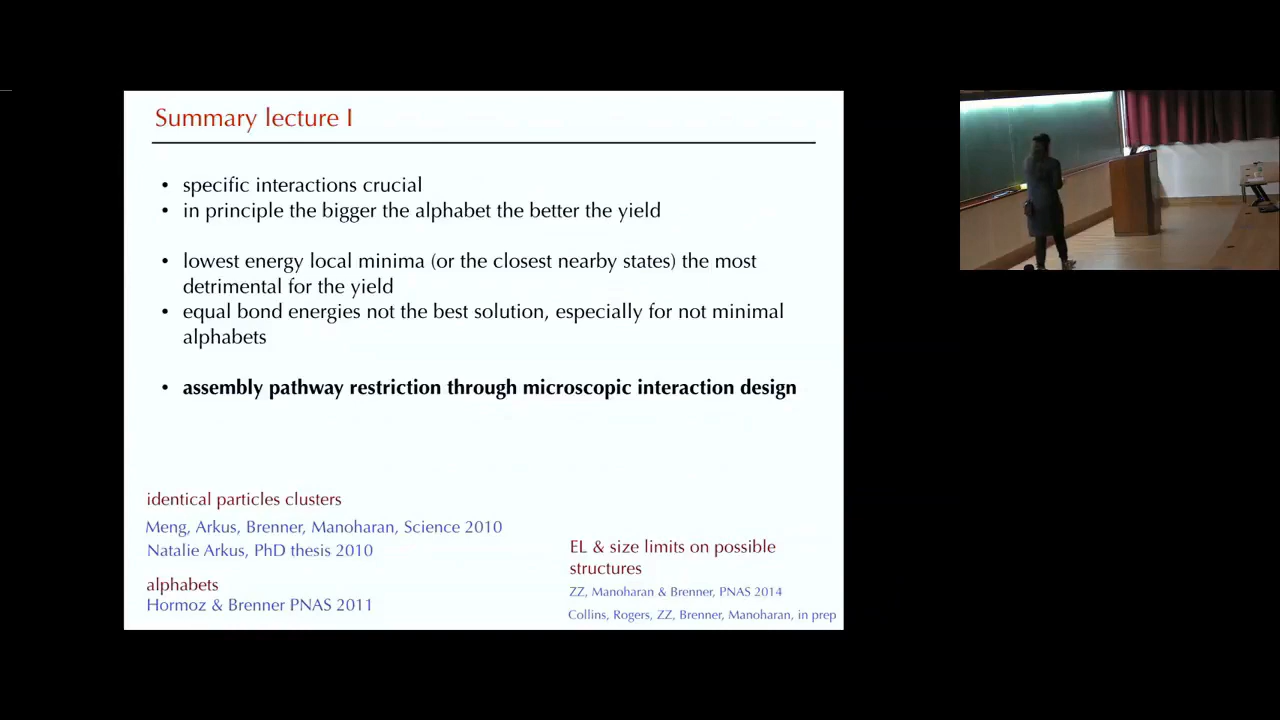 Summary lecture I
• specific interactions crucial
• in principle the bigger the alphabet the better the yield
• lowest energy local minima (or the closest nearby states) the most
detrimental for the yield
• equal bond energies not the best solution, especially for not minimal
alphabets
• assembly pathway restriction through microscopic interaction design
identical particles clusters
Meng, Arkus, Brenner, Manoharan, Science 2010
Natalie Arkus, PhD thesis 2010
alphabets
Hormoz & Brenner PNAS 2011
EL & size limits on possible
structures
ZZ, Manoharan & Brenner, PNAS 2014
Collins, Rogers, ZZ, Brenner, Manoharan, in prep